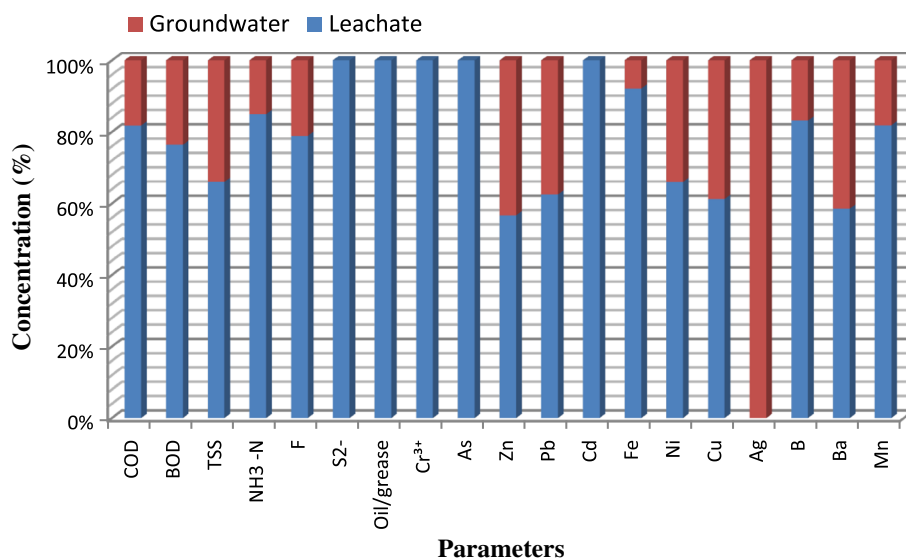 Groundwater Leachate
100%
80%
60%
40%
20%
0%
Concentration (%)
COD
BOD
TSS
NH3 -N
F
S2-
Oil/grease
Cr³⁺
As
Zn
Pb
Cd
Fe
Ni
Cu
Ag
B
Ba
Mn
Parameters